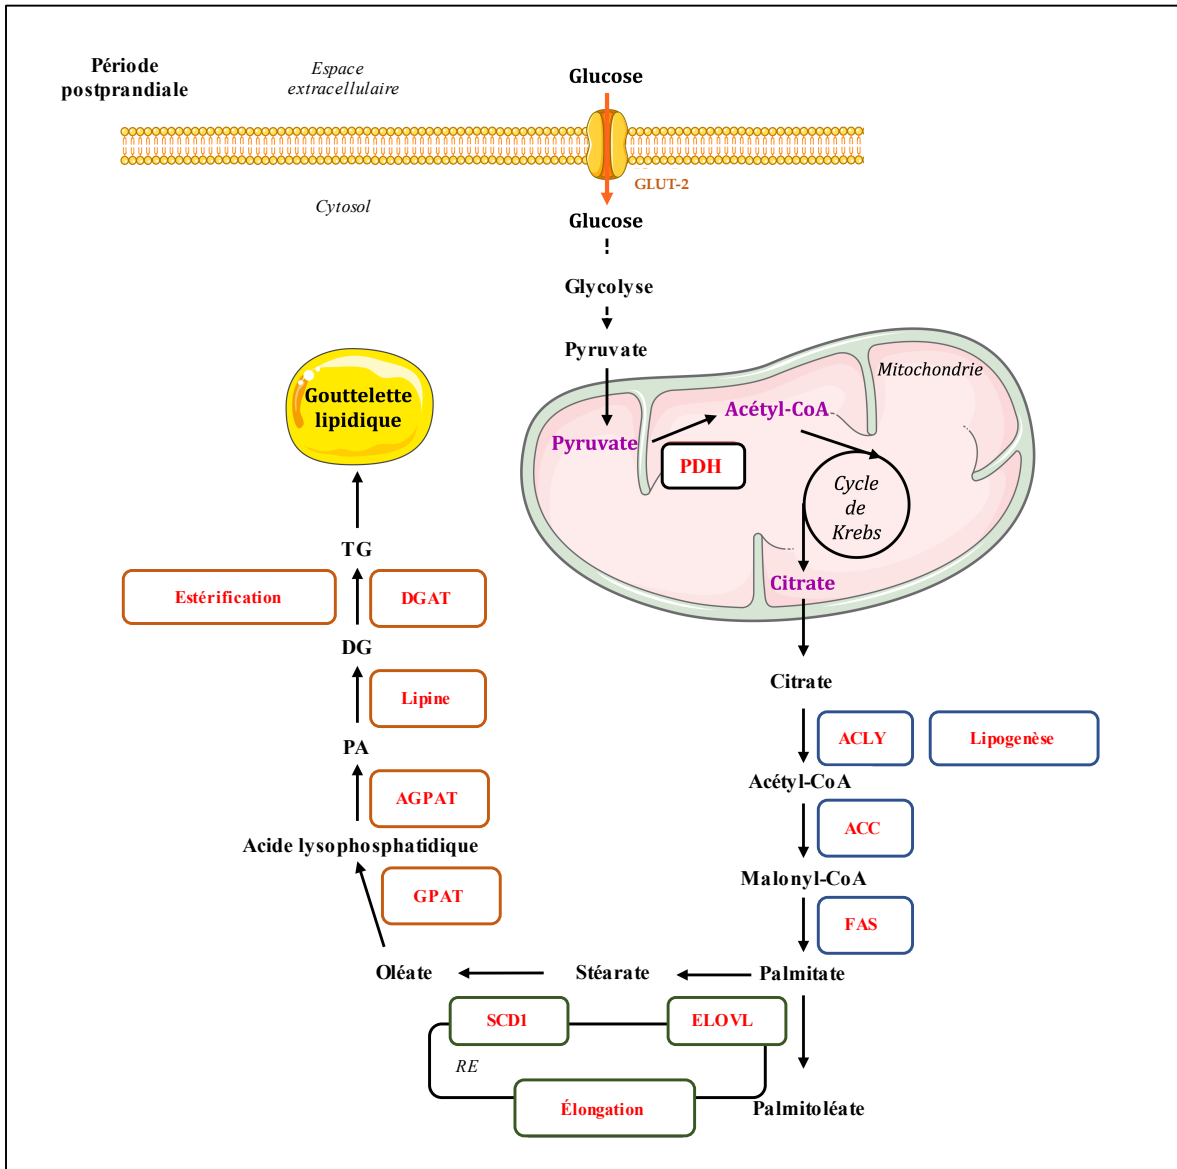 Période
postprandiale
Espace
extracellulaire
Glucose
GLUT-2
Cytosol
Glucose
Glycolyse
Pyruvate
Mitochondrie
Gouttelette
lipidique
Acétyl-CoA
Pyruvate
PDH
Cycle
de
Krebs
Citrate
TG
Estérification
DGAT
DG
Citrate
Lipine
ACLY
Lipogenèse
PA
Acétyl-CoA
AGPAT
ACC
Acide lysophosphatidique
Malonyl-CoA
GPAT
FAS
Oléate
Stéarate
Palmitate
SCD1
ELOVL
RE
Élongation
Palmitoléate